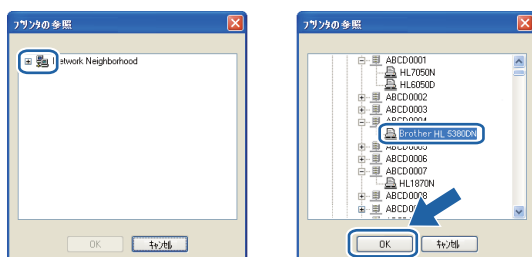 プリンタの参照
Network Neighborhood
OK
キャンセル
プリンタの参照
ABCD0001
HL7050N
HL6050D
ABCD0002
ABCD0003
ABCD0004
Brother HL 5380DN
ABCD0005
ABCD0006
ABCD0007
HL1870N
ABCD0008
OK
キャンセル